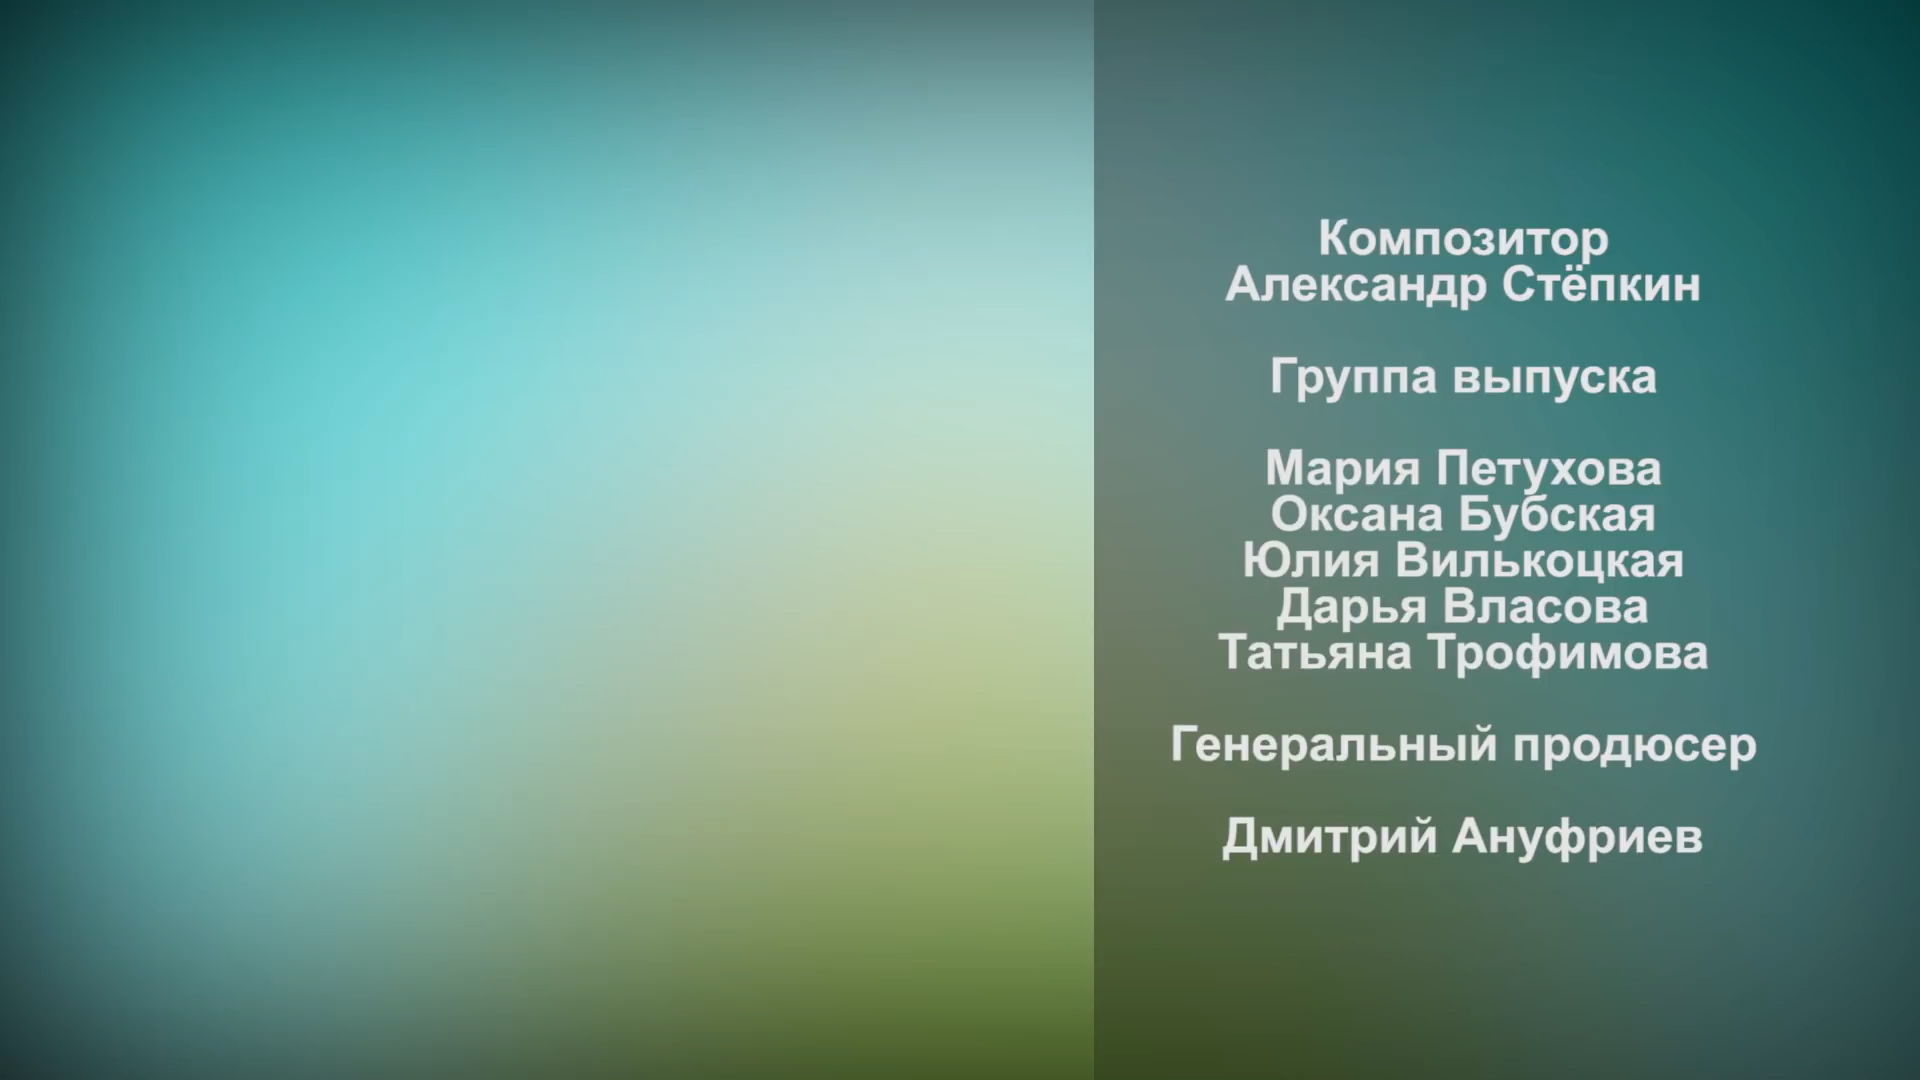 Композитор
Александр Стёпкин
Группа выпуска
Мария Петухова
Оксана Бубская
Юлия Вилькоцкая
Дарья Власова
Татьяна Трофимова
Генеральный продюсер
Дмитрий Ануфриев